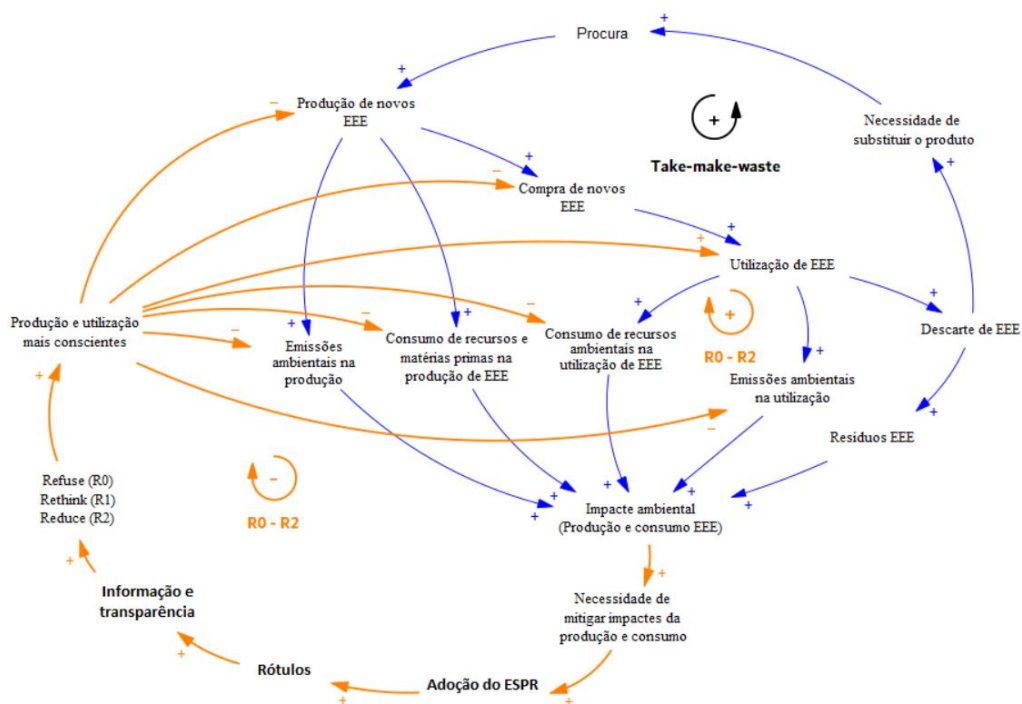 Procura
Produção de novos
EEE
Necessidade de
substituir o produto
+
Take-make-waste
Compra de novos
EEE
Utilização de EEE
Produção e utilização
mais conscientes
Emissões
ambientais na
produção
Consumo de recursos e
matérias primas na
produção de EEE
Consumo de recursos
ambientais na
utilização de EEE
+
R0 - R2
Descarte de EEE
Emissões ambientais
na utilização
Resíduos EEE
Refuse (R0)
Rethink (R1)
Reduce (R2)
-
R0 - R2
Impacte ambiental
(Produção e consumo EEE)
Informação e
transparência
Necessidade de
mitigar impactes da
produção e consumo
Rótulos
Adoção do ESPR